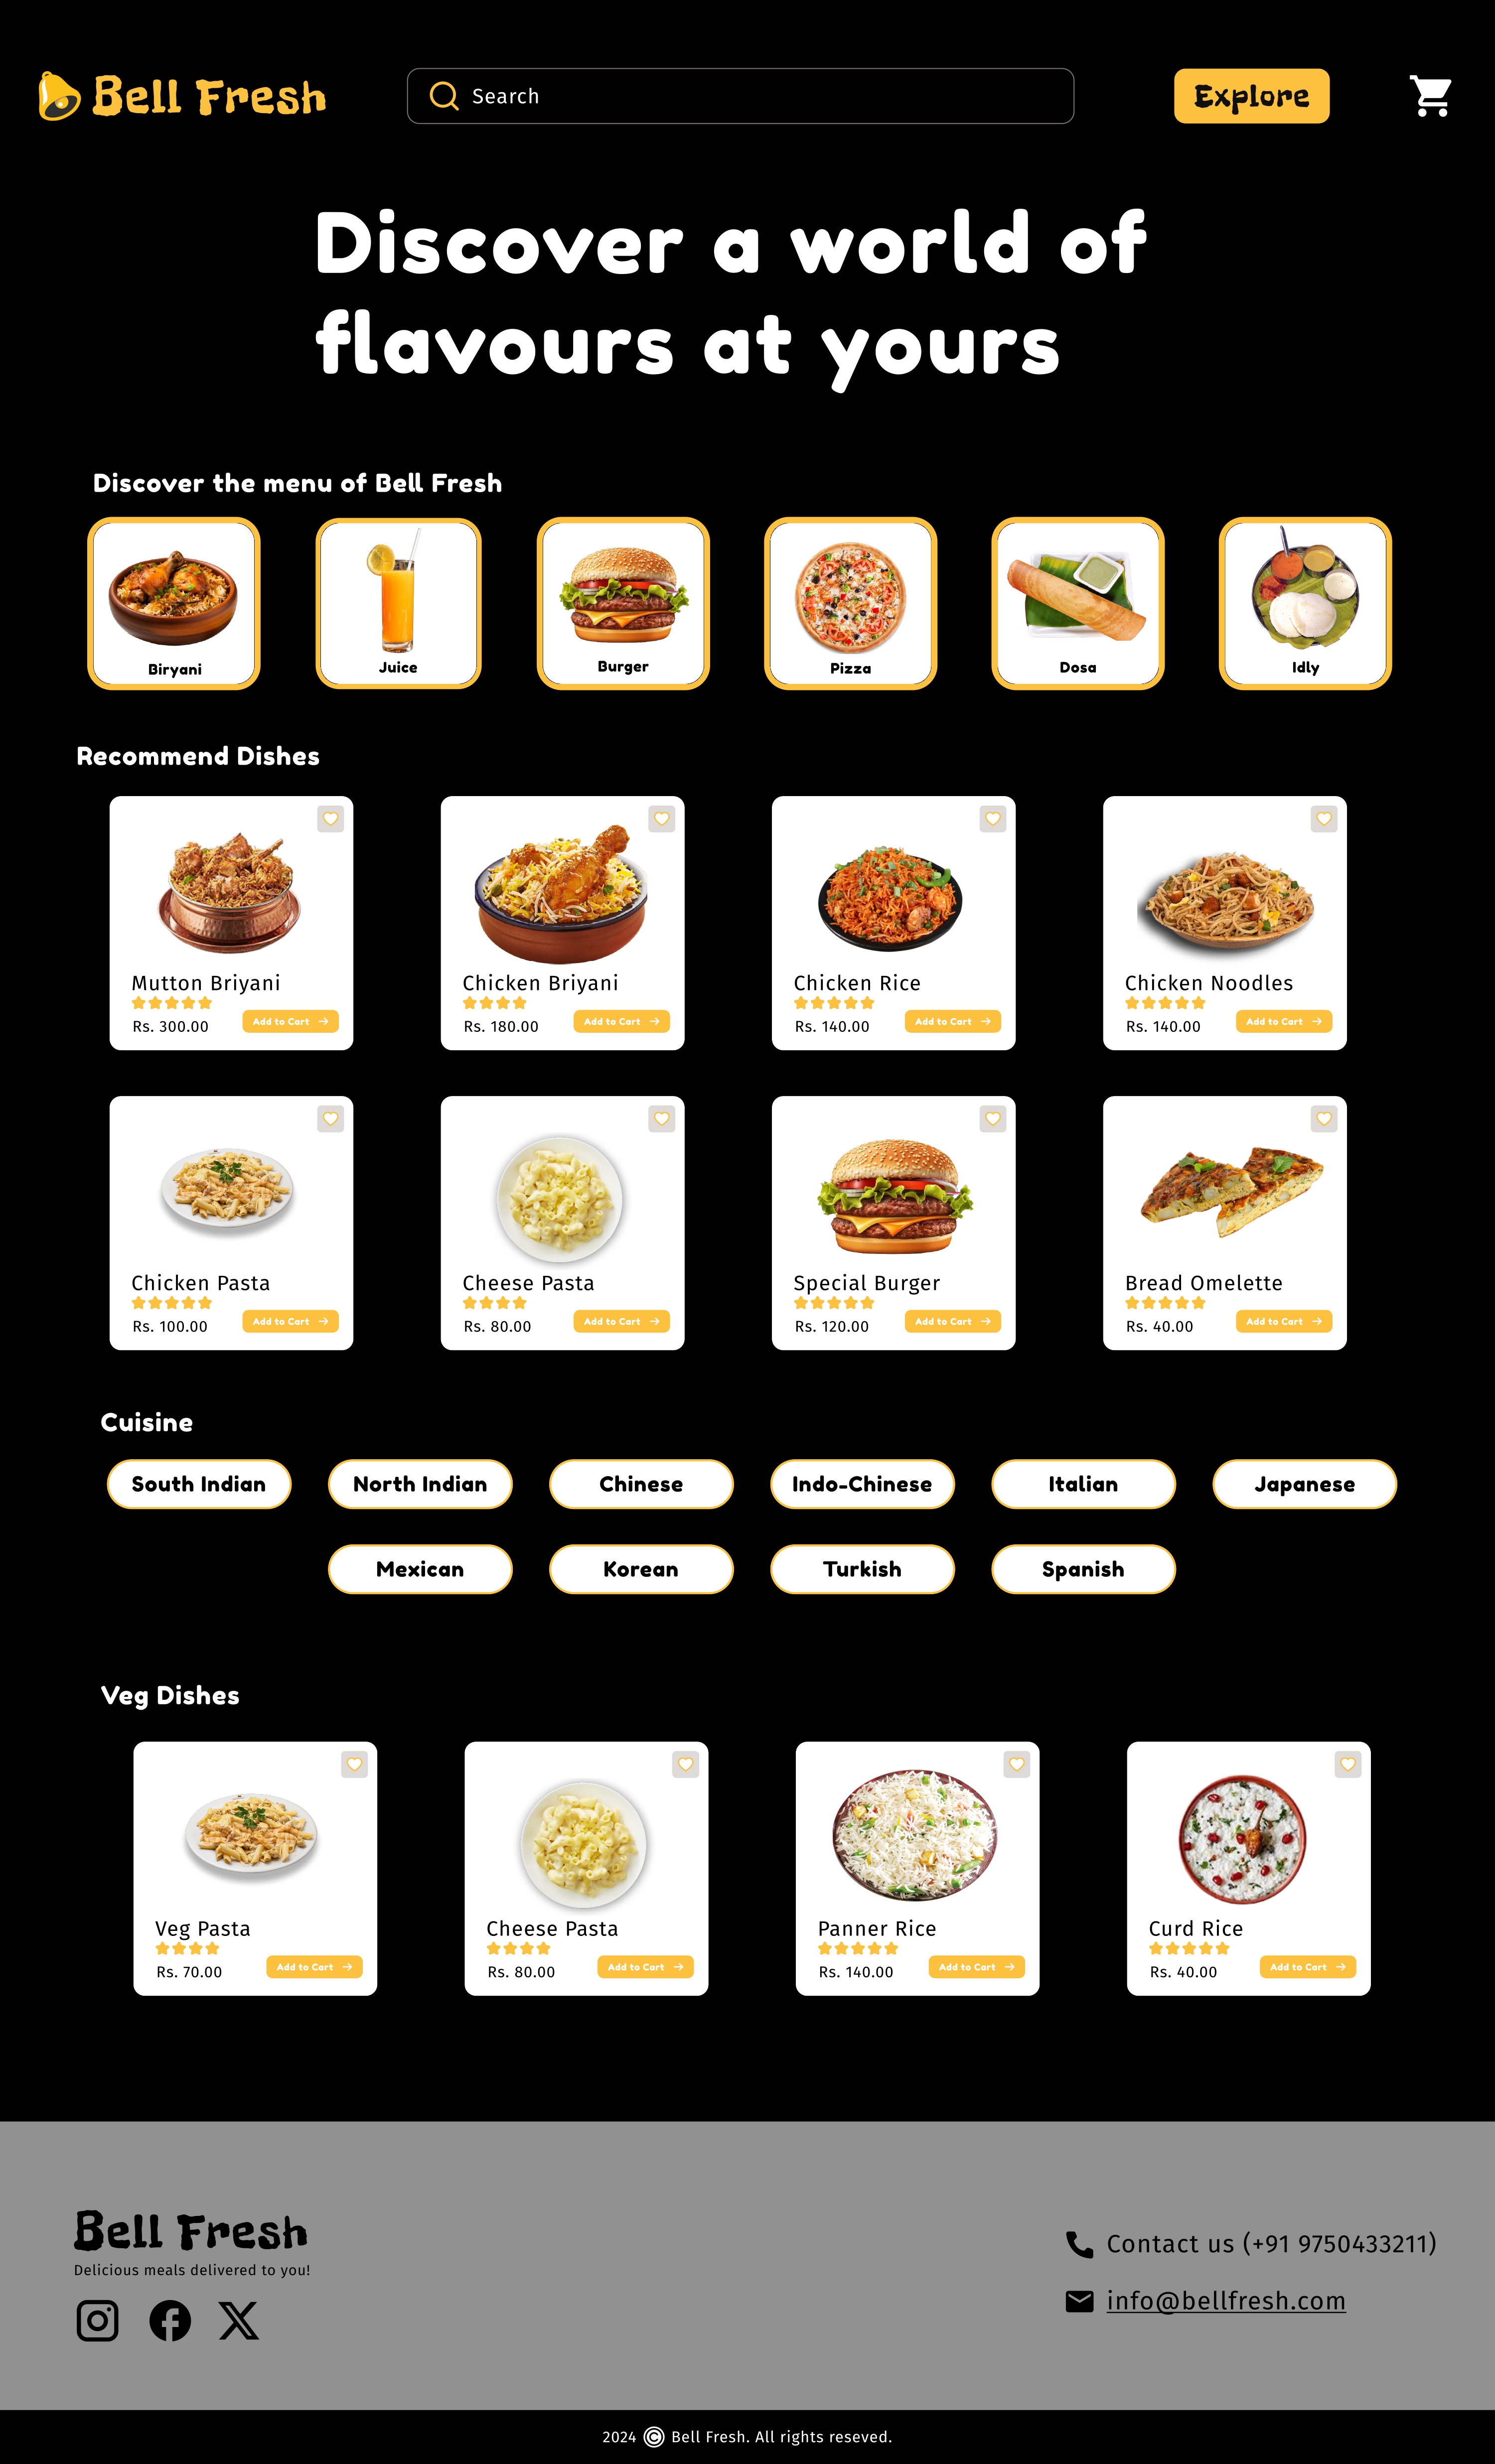 Bell Fresh
Search
Explore
Discover a world of
flavours at yours
Discover the menu of Bell Fresh
Biryani
Juice
Burger
Pizza
Dosa
Idly
Recommend Dishes
Mutton Briyani
Rs. 300.00
Add to Cart
Chicken Briyani
Rs. 180.00
Add to Cart
Chicken Rice
Rs. 140.00
Add to Cart
Chicken Noodles
Rs. 140.00
Add to Cart
Chicken Pasta
Rs. 100.00
Add to Cart
Cheese Pasta
Rs. 80.00
Add to Cart
Special Burger
Rs. 120.00
Add to Cart
Bread Omelette
Rs. 40.00
Add to Cart
Cuisine
South Indian
North Indian
Chinese
Indo-Chinese
Italian
Japanese
Mexican
Korean
Turkish
Spanish
Veg Dishes
Veg Pasta
Rs. 70.00
Add to Cart
Cheese Pasta
Rs. 80.00
Add to Cart
Panner Rice
Rs. 140.00
Add to Cart
Curd Rice
Rs. 40.00
Add to Cart
Bell Fresh
Delicious meals delivered to you!
Contact us (+91 9750433211)
info@bellfresh.com
2024 © Bell Fresh. All rights reseved.